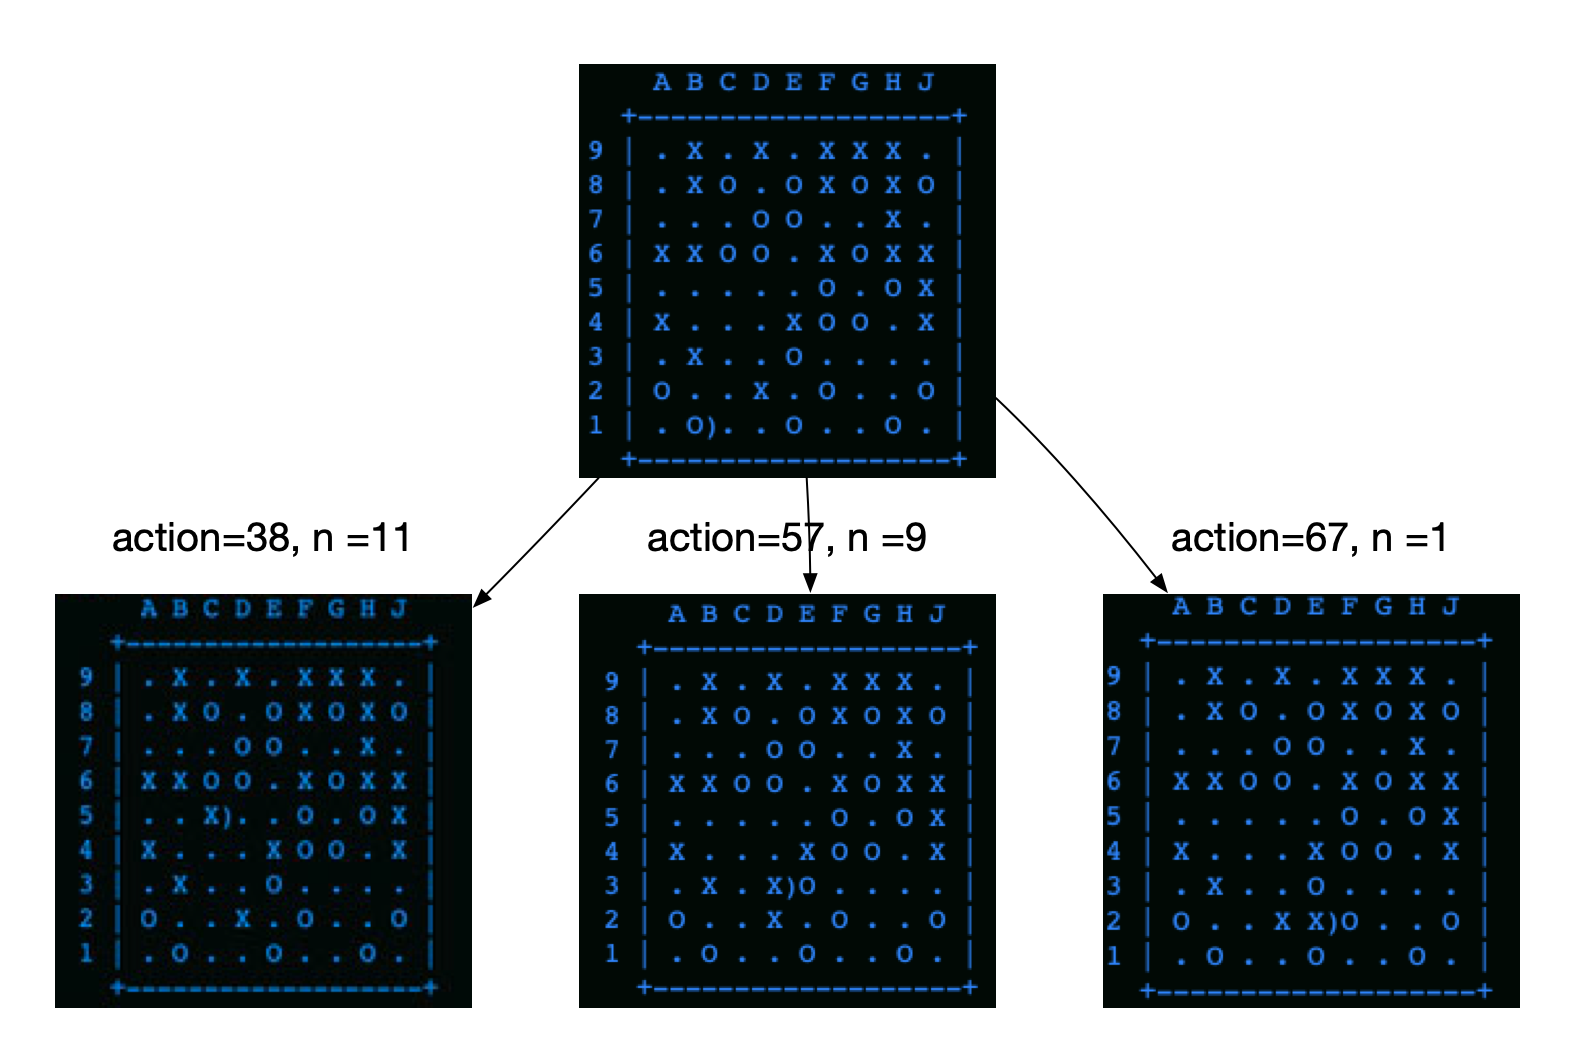 A B C D E F G H J
+-------------------+
9 | . X . X . X X X . |
8 | . X O . O X O X O |
7 | . . . O O . . X . |
6 | X X O O . X O X X |
5 | . . . . . O . O X |
4 | X . . . X O O . X |
3 | . X . . O . . . . |
2 | O . . X . O . . O |
1 | . O). . O . . O . |
+-------------------+
action=38, n =11
action=57, n =9
action=67, n =1
A B C D E F G H J
+-------------------+
9 | . X . X . X X X . |
8 | . X O . O X O X O |
7 | . . . O O . . X . |
6 | X X O O . X O X X |
5 | . . X). . O . O X |
4 | X . . . X O O . X |
3 | . X . . O . . . . |
2 | O . . X . O . . O |
1 | . O . . O . . O . |
+-------------------+
A B C D E F G H J
+-------------------+
9 | . X . X . X X X . |
8 | . X O . O X O X O |
7 | . . . O O . . X . |
6 | X X O O . X O X X |
5 | . . . . . O . O X |
4 | X . . . X O O . X |
3 | . X . X)O . . . . |
2 | O . . X . O . . O |
1 | . O . . O . . O . |
+-------------------+
A B C D E F G H J
+-------------------+
9 | . X . X . X X X . |
8 | . X O . O X O X O |
7 | . . . O O . . X . |
6 | X X O O . X O X X |
5 | . . . . . O . O X |
4 | X . . . X O O . X |
3 | . X . . O . . . . |
2 | O . . X X)O . . O |
1 | . O . . O . . O . |
+-------------------+